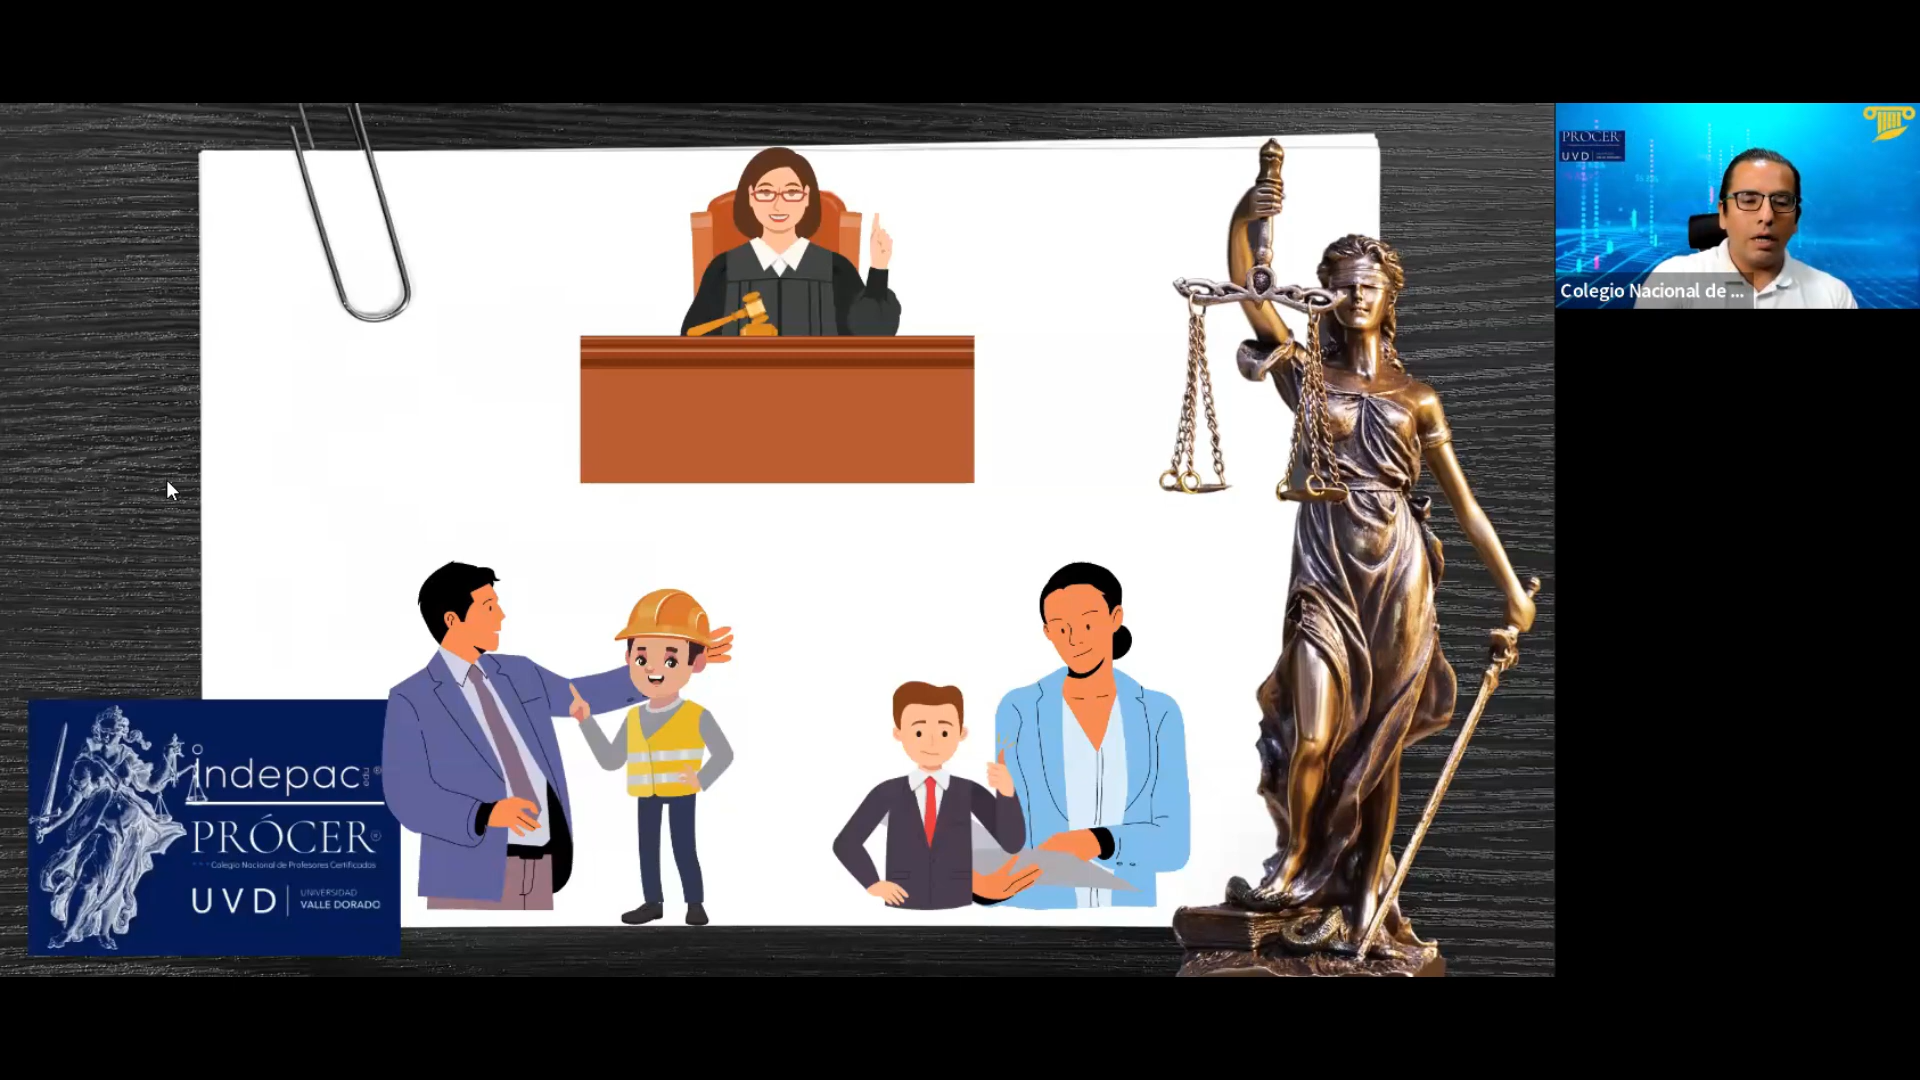 PRÓCER
UVD
Colegio Nacional de ...
indepac
PRÓCER
Colegio Nacional de Profesores Certificados
UVD
UNIVERSIDAD
VALLE DORADO